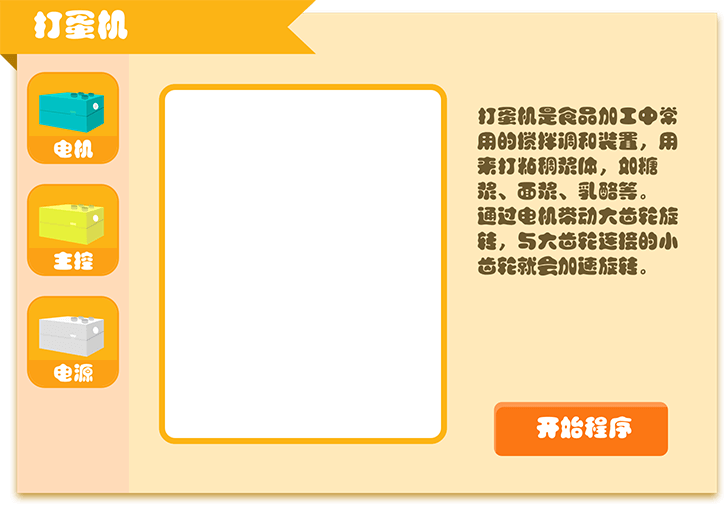 打蛋机
电机
主控
电源
打蛋机是食品加工中常
用的搅拌调和装置，用
来打粘稠浆体，如糖
浆、面浆、乳酪等。
通过电机带动大齿轮旋
转，与大齿轮连接的小
齿轮就会加速旋转。
开始程序